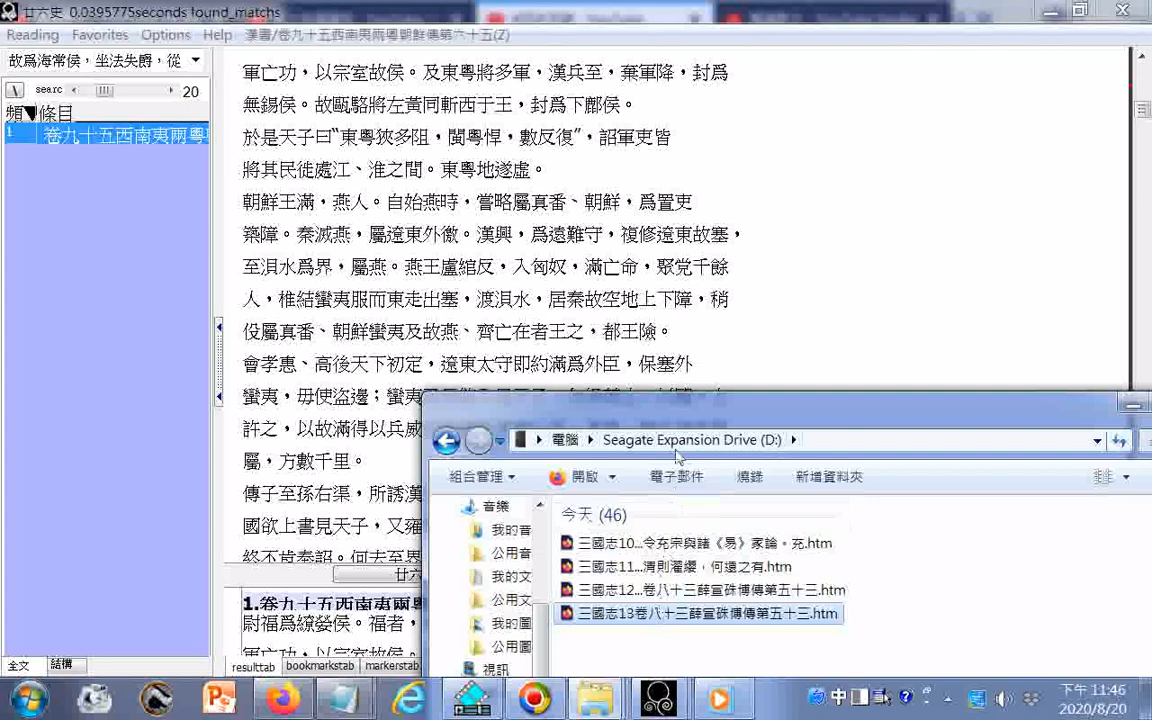 廿六史 0.0395775seconds found_matchs
Reading Favorites Options Help 漢書/卷九十五西南夷兩粵朝鮮傳第六十五(Z)
故爲海常侯，坐法失爵，從
searc 20
頻▼條目
1 卷九十五西南夷兩粵
軍亡功，以宗室故侯。及東粵將多軍，漢兵至，棄軍降，封爲
無錫侯。故甌駱將左黃同斬西于王，封爲下鄜侯。
於是天子曰“東粵狹多阻，閩粵悍，數反復”，詔軍吏皆
將其民徙處江、淮之間。東粵地遂虛。
朝鮮王滿，燕人。自始燕時，嘗略屬真番、朝鮮，爲置吏
築障。秦滅燕，屬遼東外徼。漢興，爲遠難守，複修遼東故塞，
至浿水爲界，屬燕。燕王盧綰反，入匈奴，滿亡命，聚党千餘
人，椎結蠻夷服而東走出塞，渡浿水，居秦故空地上下障，稍
伇屬真番、朝鮮蠻夷及故燕、齊亡在者王之，都王險。
會孝惠、高後天下初定，遼東太守即約滿爲外臣，保塞外
蠻夷，毋使盜邊；蠻夷
許之，以故滿得以兵威
屬，方數千里。
傳子至孫右渠，所誘漢
國欲上書見天子，又雍
終不肯奉詔。何去至界
廿六
1.卷九十五西南夷兩粵
尉福爲繚嫈侯。福者，
軍亡功，以宗室故侯。
全文 結構 resulttab bookmarkstab markerstab
電腦 Seagate Expansion Drive (D:)
組合管理 開啟 電子郵件 燒錄 新增資料夾
音樂
我的音
公用音
我的文
公用文
我的圖
公用圖
視訊
今天 (46)
三國志10...令充宗與諸《易》家論。充.htm
三國志11...清則濯纓，何遠之有.htm
三國志12...卷八十三薛宣硃博傳第五十三.htm
三國志13卷八十三薛宣硃博傳第五十三.htm
中
下午 11:46
2020/8/20